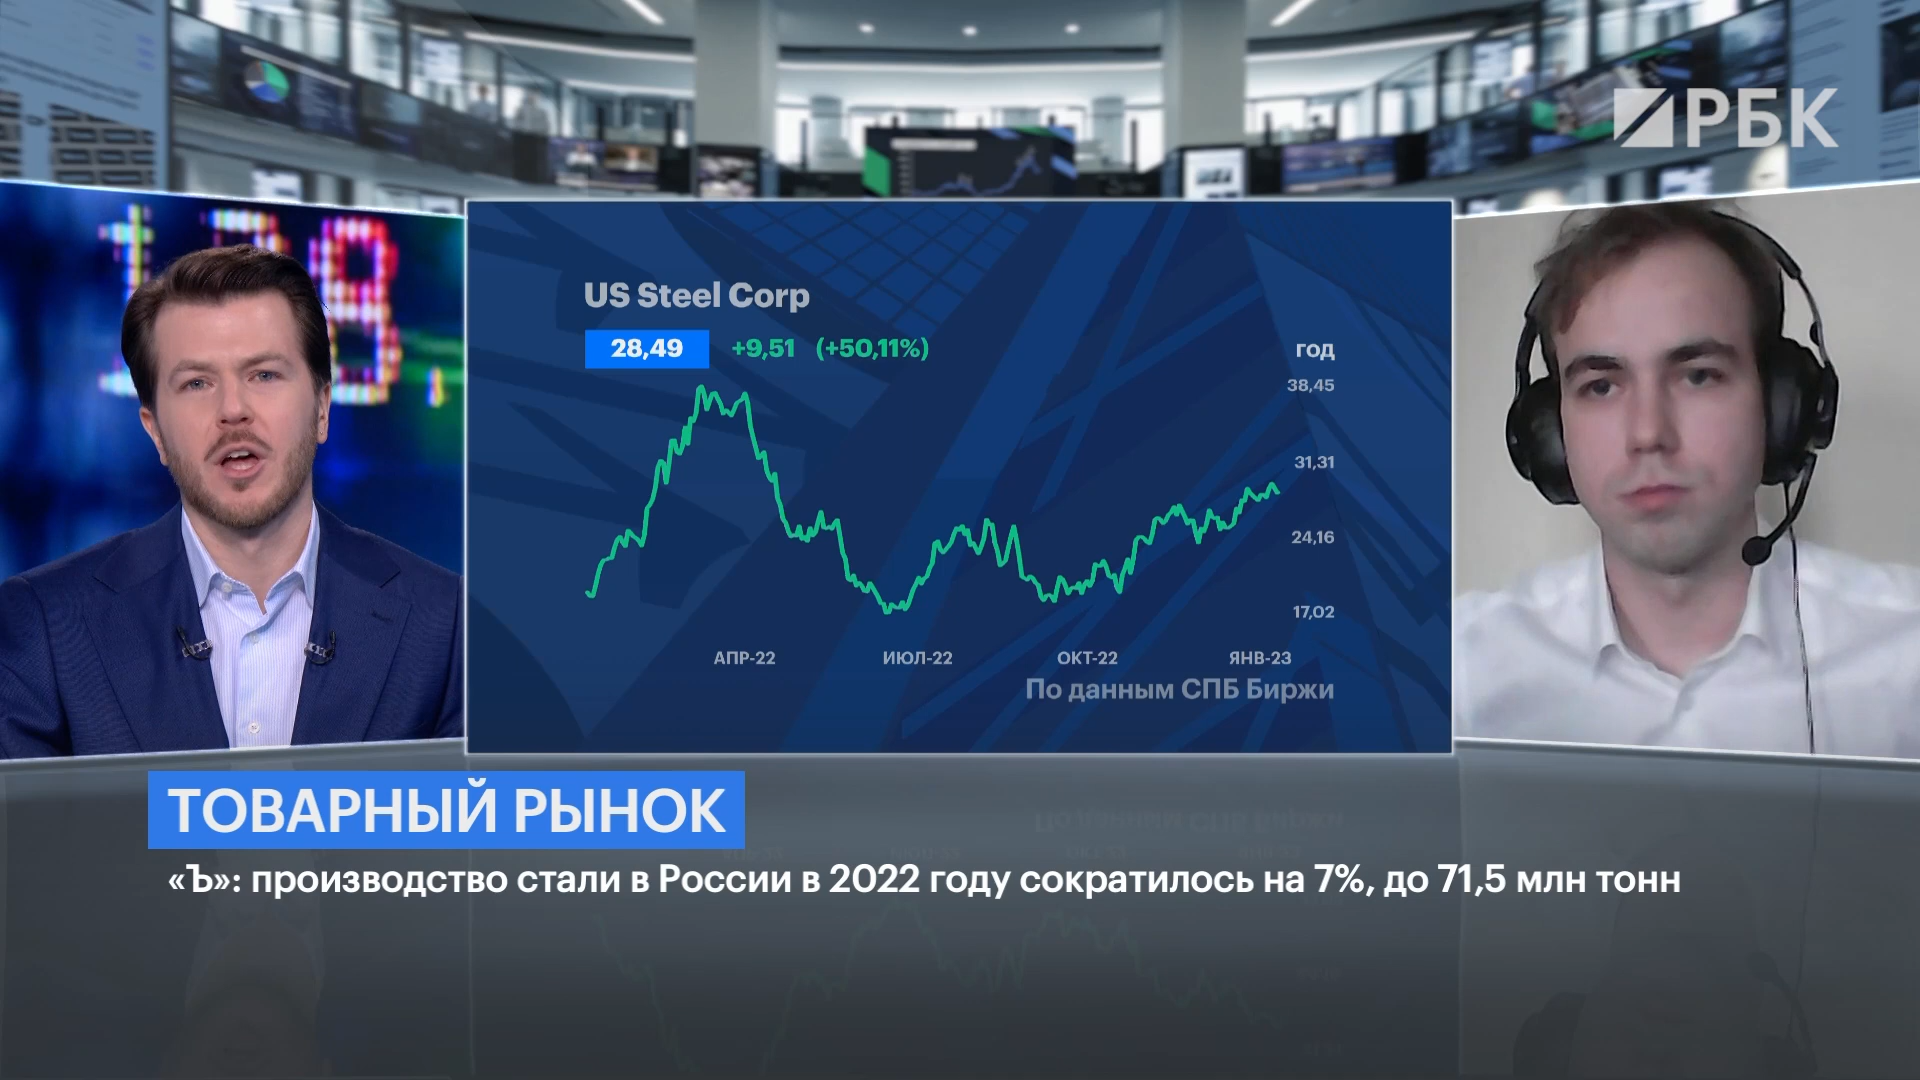 РБК
US Steel Corp
28,49 +9,51 (+50,11%)
ГОД
38,45
31,31
24,16
17,02
АПР-22 ИЮЛ-22 ОКТ-22 ЯНВ-23
По данным СПБ Биржи
ТОВАРНЫЙ РЫНОК
«Ъ»: производство стали в России в 2022 году сократилось на 7%, до 71,5 млн тонн